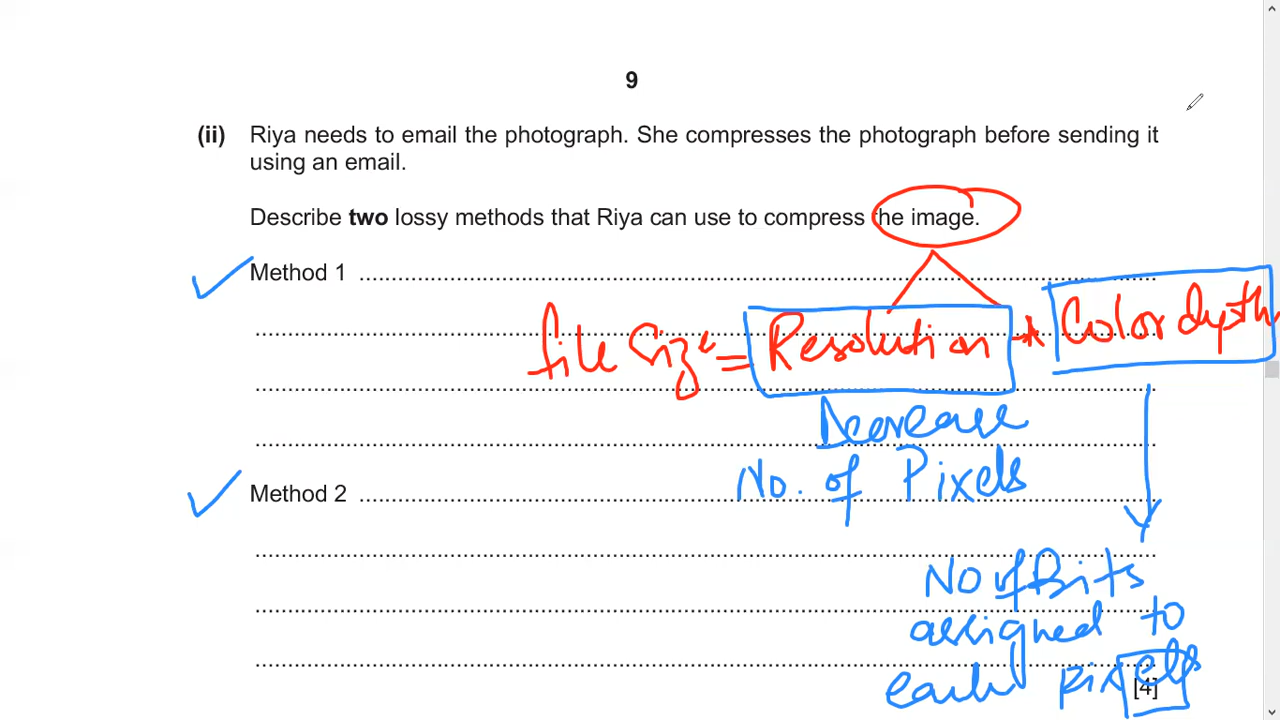 9
(ii) Riya needs to email the photograph. She compresses the photograph before sending it
using an email.
Describe two lossy methods that Riya can use to compress the image.
Method 1 ................................................................
file size = Resolution * Color depth
Decrease
No. of Pixels
Method 2 ................................................................
No of Bits
assigned to
each pixels
[4]